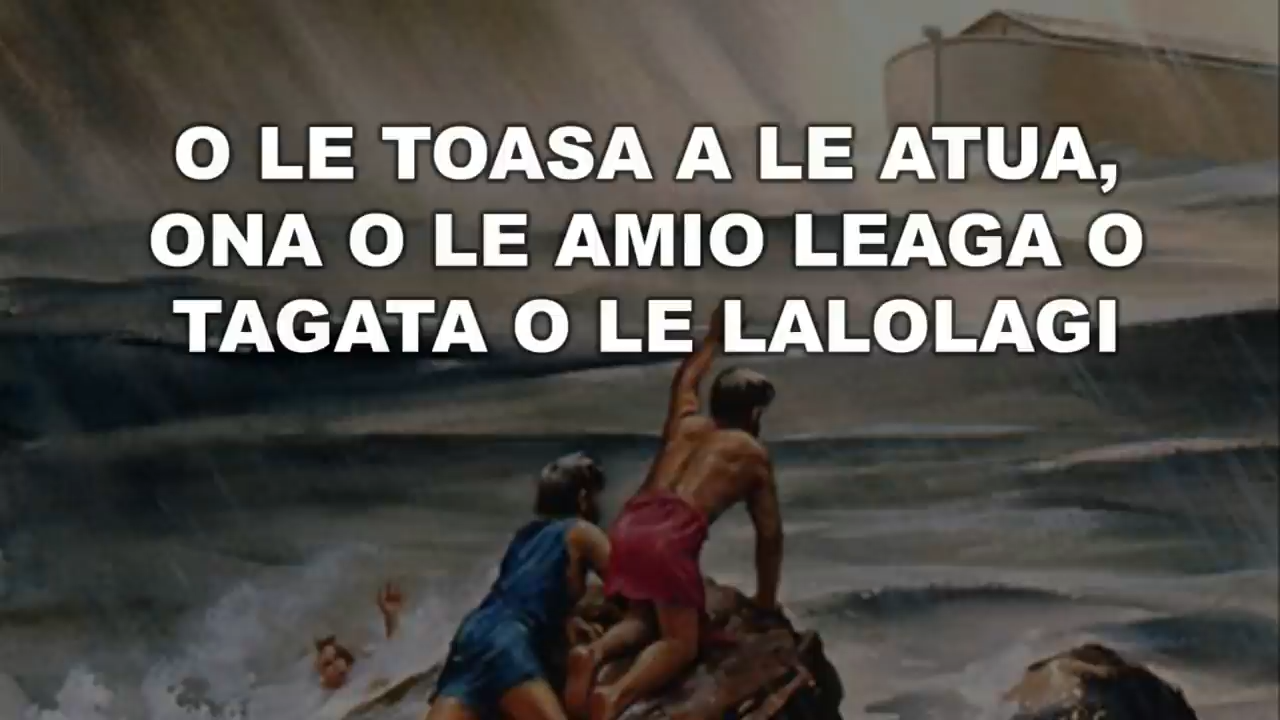 O LE TOASA A LE ATUA,
ONA O LE AMIO LEAGA O
TAGATA O LE LALOLAGI